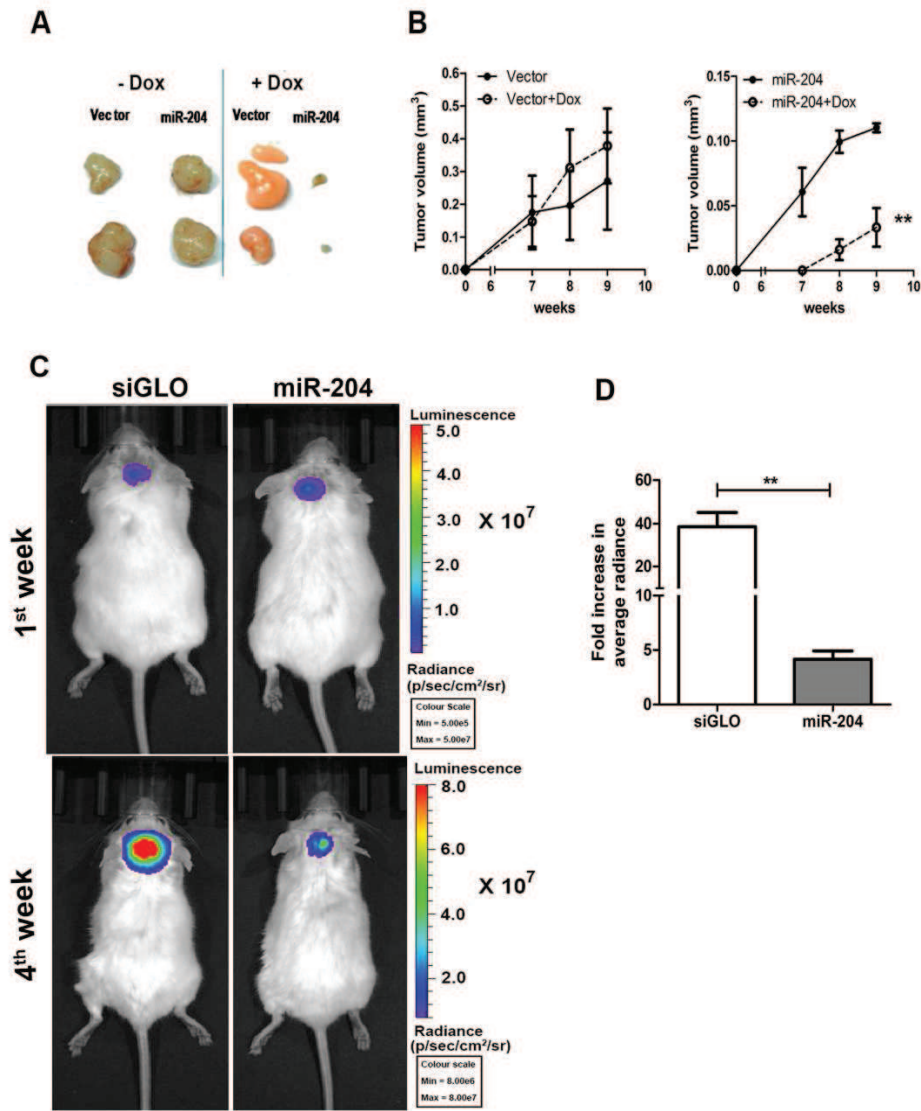 A
- Dox
+ Dox
Vector
miR-204
Vector
miR-204
B
Tumor volume (mm³)
0.6
0.5
0.4
0.3
0.2
0.1
0.0
Vector
Vector+Dox
0
6
7
8
9
10
weeks
Tumor volume (mm³)
0.15
0.10
0.05
0.00
miR-204
miR-204+Dox
**
0
6
7
8
9
10
weeks
C
siGLO
miR-204
1st week
Luminescence
5.0
4.0
3.0
2.0
1.0
X 10⁷
Radiance
(p/sec/cm²/sr)
Colour Scale
Min = 5.00e5
Max = 5.00e7
4th week
Luminescence
8.0
6.0
4.0
2.0
X 10⁷
Radiance
(p/sec/cm²/sr)
Colour scale
Min = 8.00e6
Max = 8.00e7
D
Fold increase in
average radiance
60
40
20
5
0
**
siGLO
miR-204